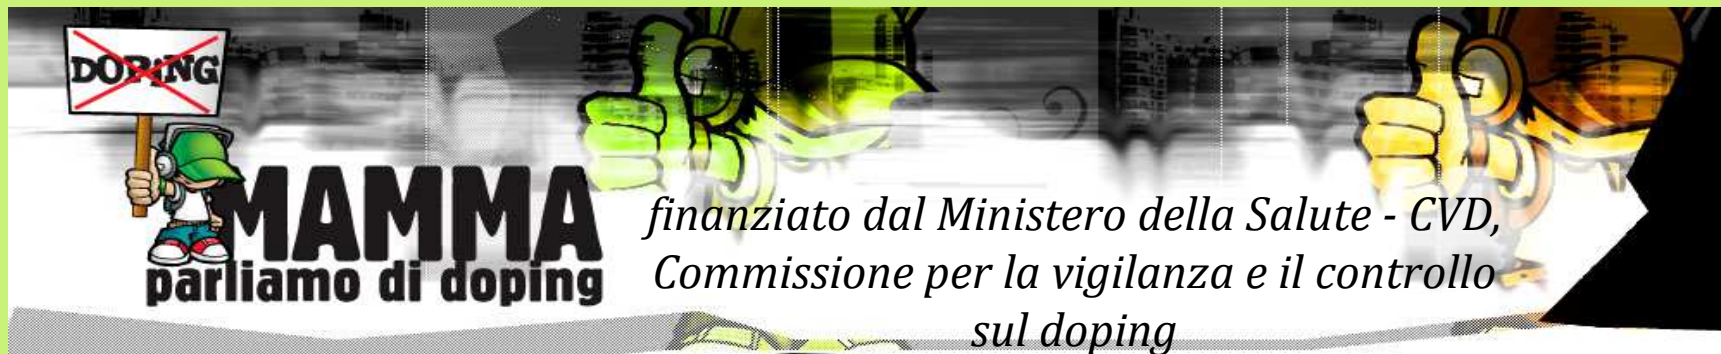 DOPING
MAMMA
parliamo di doping
finanziato dal Ministero della Salute - CVD,
Commissione per la vigilanza e il controllo
sul doping